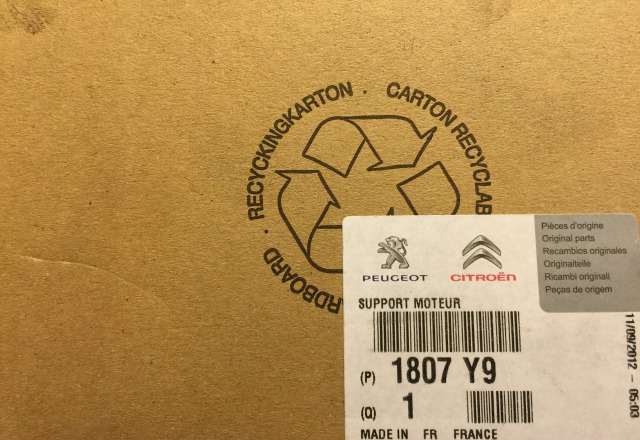 RECYCKINGKARTON · CARTON RECYCLAB
RDBOARD ·
PEUGEOT
CITROËN
Pièces d'origine
Original parts
Recambios originales
Originalteile
Ricambi originali
Peças de origem
SUPPORT MOTEUR
(P) 1807 Y9
(Q) 1
MADE IN FR FRANCE
11/09/2012 - 05:03